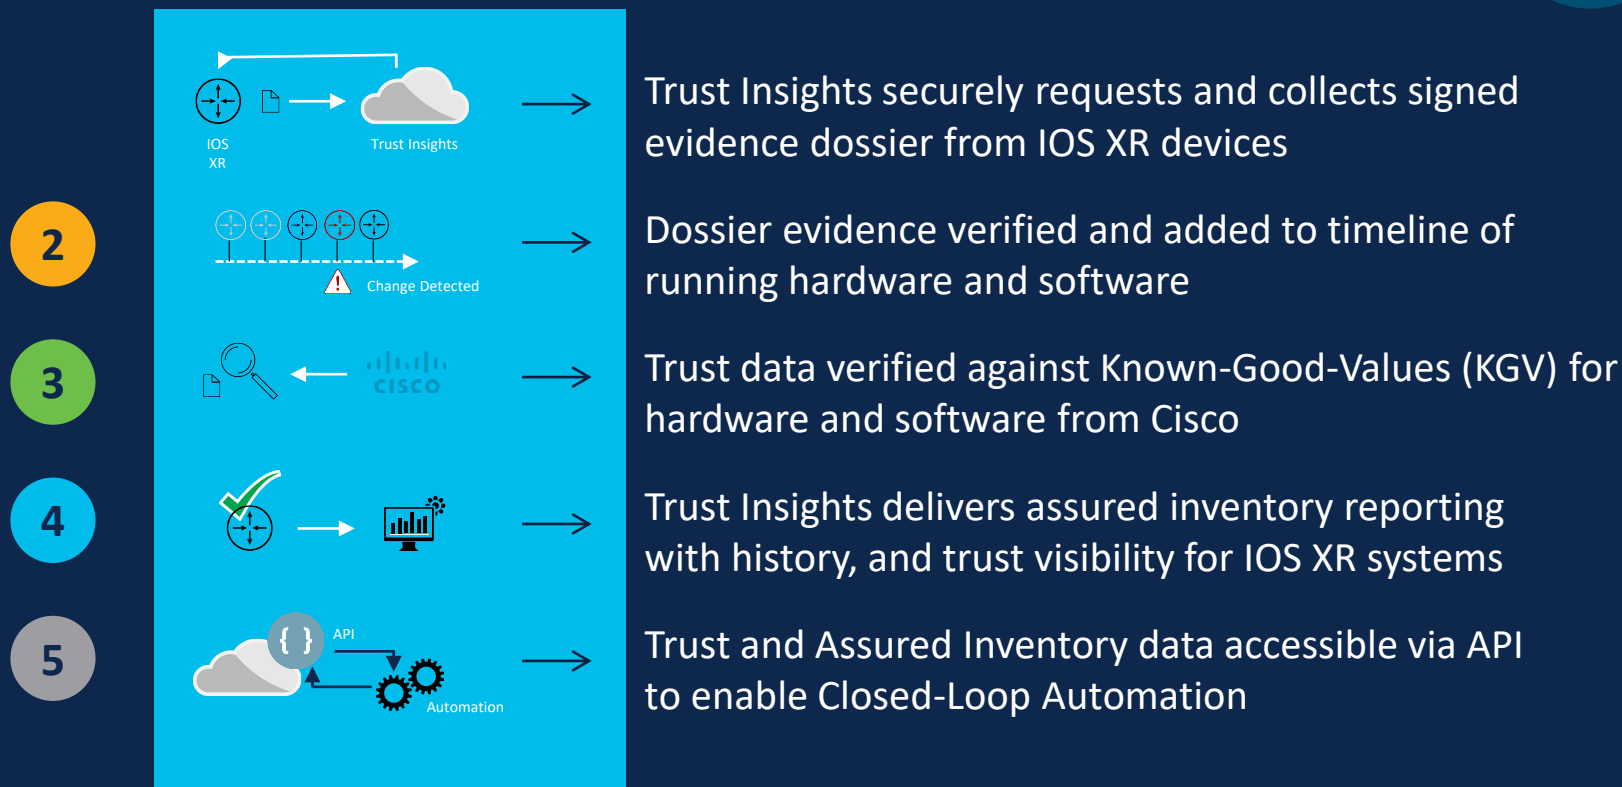 IOS
XR
Trust Insights
Trust Insights securely requests and collects signed
evidence dossier from IOS XR devices
2
Change Detected
Dossier evidence verified and added to timeline of
running hardware and software
3
CISCO
Trust data verified against Known-Good-Values (KGV) for
hardware and software from Cisco
4
Trust Insights delivers assured inventory reporting
with history, and trust visibility for IOS XR systems
5
{ }
API
Automation
Trust and Assured Inventory data accessible via API
to enable Closed-Loop Automation